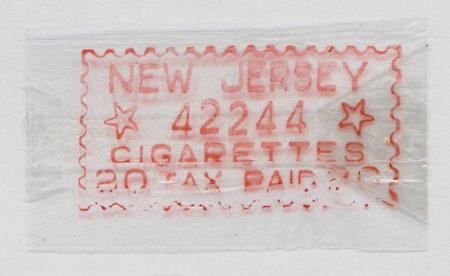 NEW JERSEY
42244
CIGARETTES
20 TAX PAID